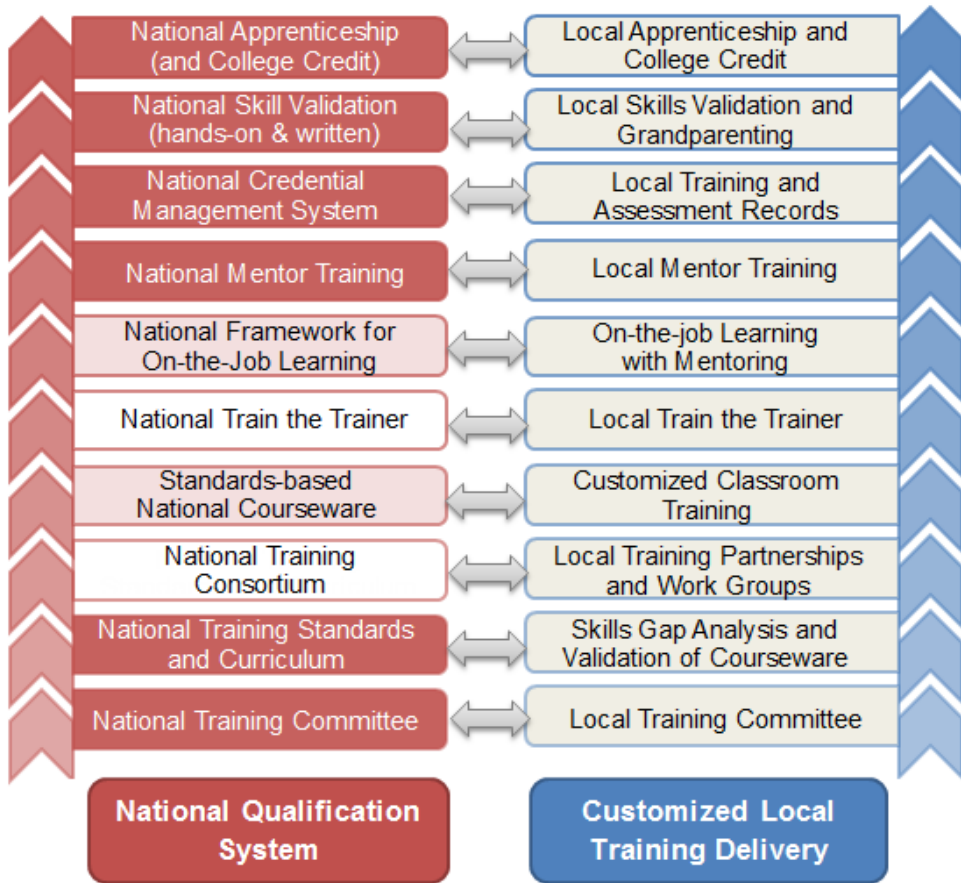 National Apprenticeship
(and College Credit)
Local Apprenticeship and
College Credit
National Skill Validation
(hands-on & written)
Local Skills Validation and
Grandparenting
National Credential
Management System
Local Training and
Assessment Records
National Mentor Training
Local Mentor Training
National Framework for
On-the-Job Learning
On-the-job Learning
with Mentoring
National Train the Trainer
Local Train the Trainer
Standards-based
National Courseware
Customized Classroom
Training
National Training
Consortium
Local Training Partnerships
and Work Groups
National Training Standards
and Curriculum
Skills Gap Analysis and
Validation of Courseware
National Training Committee
Local Training Committee
National Qualification
System
Customized Local
Training Delivery